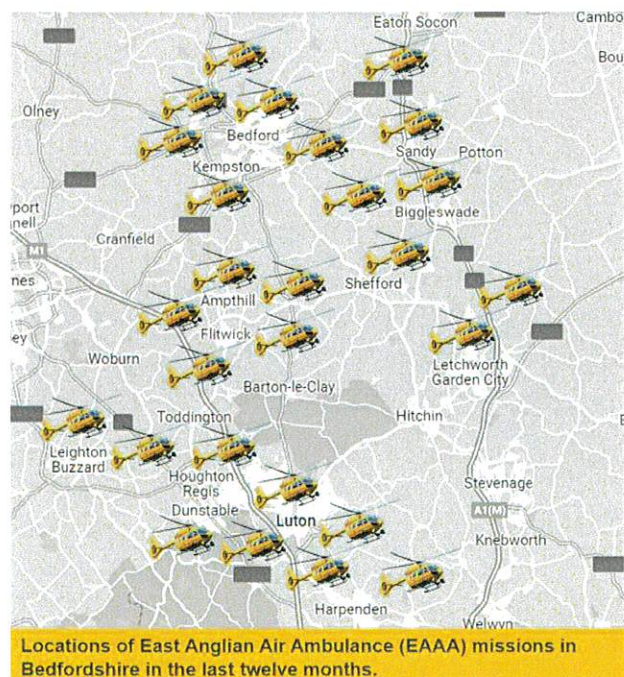 Eaton Socon
Cambo
Bou
Olney
Bedford
Sandy
Potton
Kempston
Biggleswade
wport
nell
Cranfield
M1
Shefford
nes
Ampthill
Flitwick
ey
Woburn
Letchworth
Garden City
Barton-le-Clay
Toddington
Hitchin
Leighton
Buzzard
Houghton
Regis
Stevenage
Dunstable
Luton
A1(M)
Knebworth
Harpenden
Welwyn
Locations of East Anglian Air Ambulance (EAAA) missions in
Bedfordshire in the last twelve months.